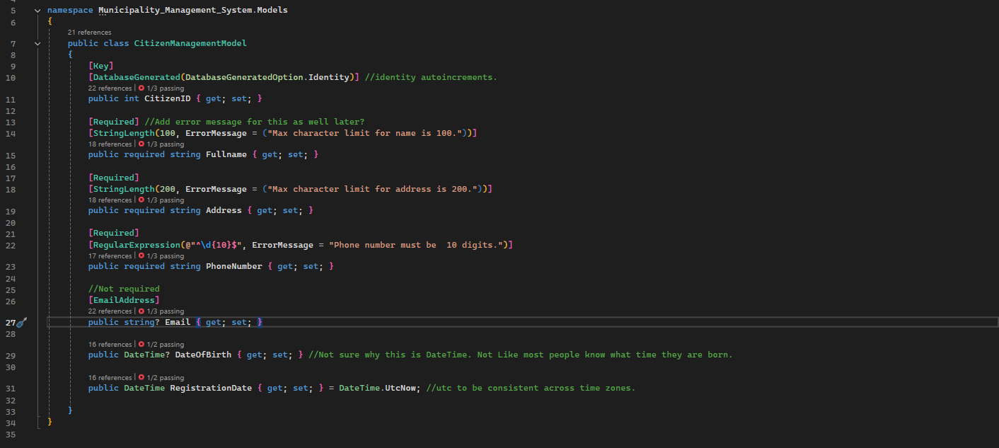 5 namespace Municipality_Management_System.Models
6 {
21 references
7 public class CitizenManagementModel
8 {
9 [Key]
10 [DatabaseGenerated(DatabaseGeneratedOption.Identity)] //identity autoincrements.
22 references | 1/3 passing
11 public int CitizenID { get; set; }
12
13 [Required] //Add error message for this as well later?
14 [StringLength(100, ErrorMessage = ("Max character limit for name is 100."))]
18 references | 1/3 passing
15 public required string Fullname { get; set; }
16
17 [Required]
18 [StringLength(200, ErrorMessage = ("Max character limit for address is 200."))]
18 references | 1/3 passing
19 public required string Address { get; set; }
20
21 [Required]
22 [RegularExpression(@"^\d{10}$", ErrorMessage = "Phone number must be  10 digits.")]
17 references | 1/3 passing
23 public required string PhoneNumber { get; set; }
24
25 //Not required
26 [EmailAddress]
22 references | 1/3 passing
27 public string? Email { get; set; }
28
16 references | 1/2 passing
29 public DateTime? DateOfBirth { get; set; } //Not sure why this is DateTime. Not Like most people know what time they are born.
30
16 references | 1/2 passing
31 public DateTime RegistrationDate { get; set; } = DateTime.UtcNow; //utc to be consistent across time zones.
32
33 }
34 }
35